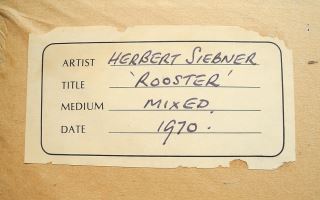 ARTIST HERBERT SIEBNER
TITLE 'ROOSTER'
MEDIUM MIXED.
DATE 1970.